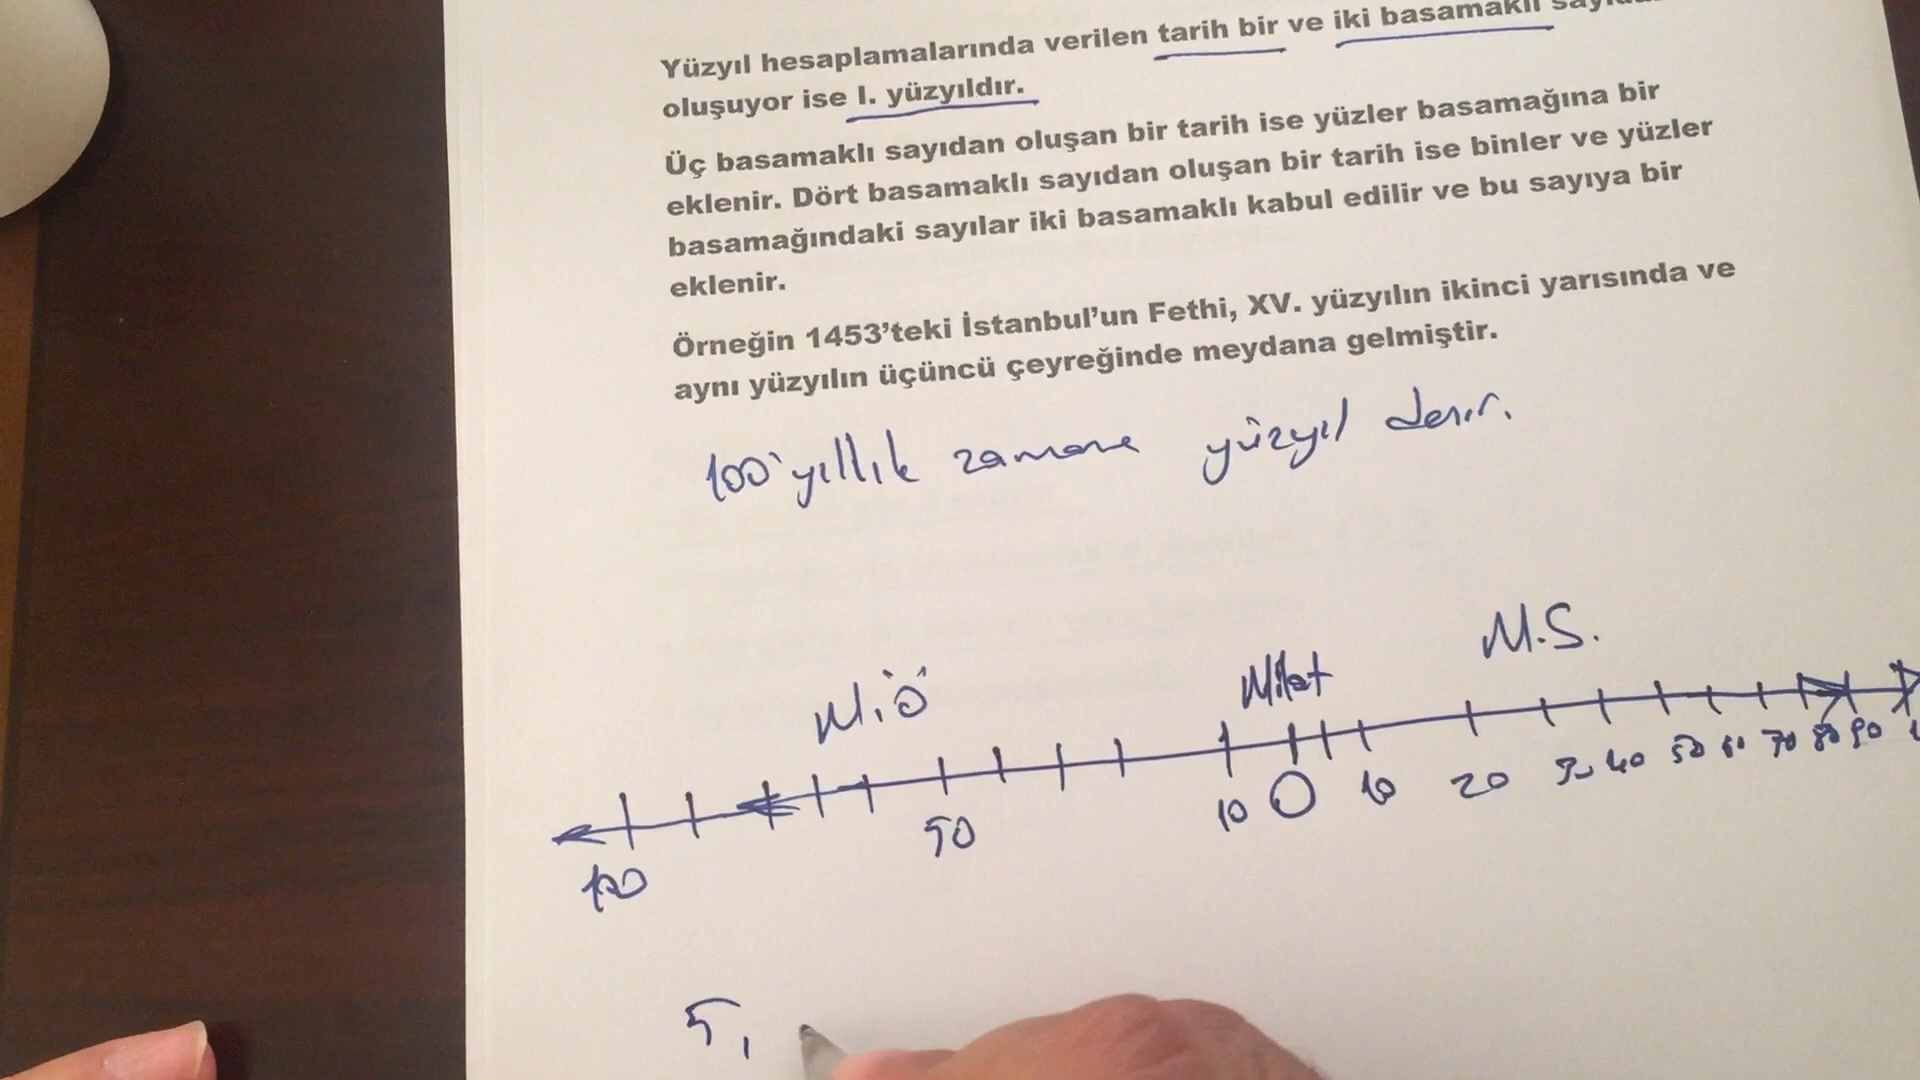 Yüzyıl hesaplamalarında verilen tarih bir ve iki basamaklı
oluşuyor ise I. yüzyıldır.
Üç basamaklı sayıdan oluşan bir tarih ise yüzler basamağına bir
eklenir. Dört basamaklı sayıdan oluşan bir tarih ise binler ve yüzler
basamağındaki sayılar iki basamaklı kabul edilir ve bu sayıya bir
eklenir.
Örneğin 1453'teki İstanbul'un Fethi, XV. yüzyılın ikinci yarısında ve
aynı yüzyılın üçüncü çeyreğinde meydana gelmiştir.
100 yıllık zamana yüzyıl denir.
M.İ.Ö Milat M.S.
100 50 10 0 10 20 30 40 50 60 70 80 90
5,